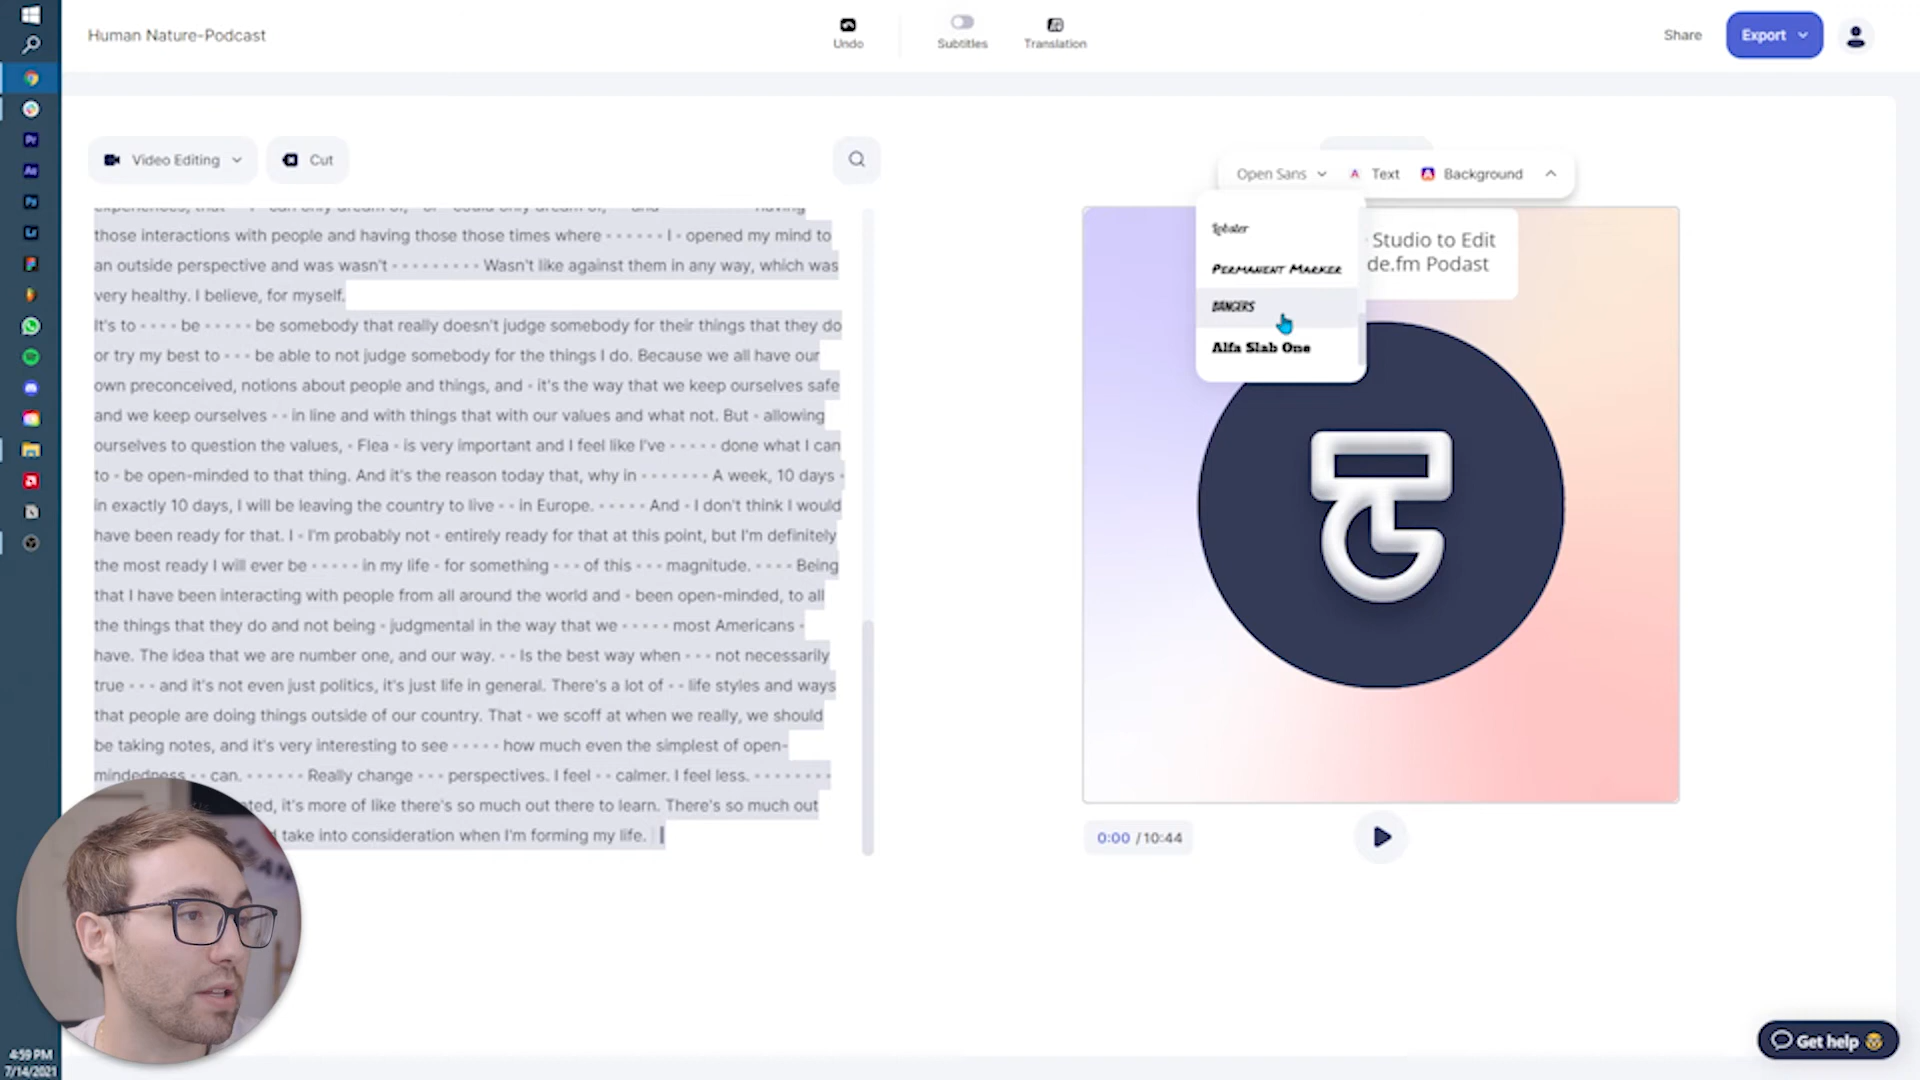 Human Nature-Podcast
Undo
Subtitles
Translation
Share
Export
Video Editing
Cut
those interactions with people and having those those times where - - - - - - I - opened my mind to
an outside perspective and was wasn't - - - - - - - - - Wasn't like against them in any way, which was
very healthy. I believe, for myself.
It's to - - - - be - - - - - be somebody that really doesn't judge somebody for their things that they do
or try my best to - - - be able to not judge somebody for the things I do. Because we all have our
own preconceived, notions about people and things, and - it's the way that we keep ourselves safe
and we keep ourselves - - in line and with things that with our values and what not. But - allowing
ourselves to question the values, - Flea - is very important and I feel like I've - - - - - done what I can
to - be open-minded to that thing. And it's the reason today that, why in - - - - - - - A week, 10 days -
in exactly 10 days, I will be leaving the country to live - - in Europe. - - - - - And - I don't think I would
have been ready for that. I - I'm probably not - entirely ready for that at this point, but I'm definitely
the most ready I will ever be - - - - - in my life - for something - - - of this - - - magnitude. - - - - Being
that I have been interacting with people from all around the world and - been open-minded, to all
the things that they do and not being - judgmental in the way that we - - - - - most Americans -
have. The idea that we are number one, and our way. - - Is the best way when - - - not necessarily
true - - - and it's not even just politics, it's just life in general. There's a lot of - - life styles and ways
that people are doing things outside of our country. That - we scoff at when we really, we should
be taking notes, and it's very interesting to see - - - - - how much even the simplest of open-
mindedness - - can. - - - - - - Really change - - - perspectives. I feel - - calmer. I feel less. - - - - - - - -
it's more of like there's so much out there to learn. There's so much out
take into consideration when I'm forming my life.
Open Sans
A Text
Background
Lobster
Permanent Marker
BANGERS
Alfa Slab One
Studio to Edit
de.fm Podast
0:00 / 10:44
Get help
Pr
Ae
Ps
Lr
4:59 PM
7/14/2021